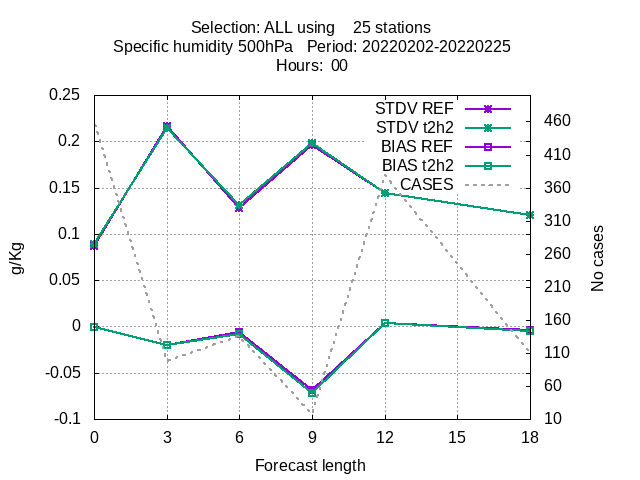 Selection: ALL using    25 stations
Specific humidity 500hPa   Period: 20220202-20220225
Hours:  00
0.25
0.2
0.15
0.1
0.05
0
-0.05
-0.1
g/Kg
STDV REF
STDV t2h2
BIAS REF
BIAS t2h2
CASES
460
410
360
310
260
210
160
110
60
10
No cases
0 3 6 9 12 15 18
Forecast length